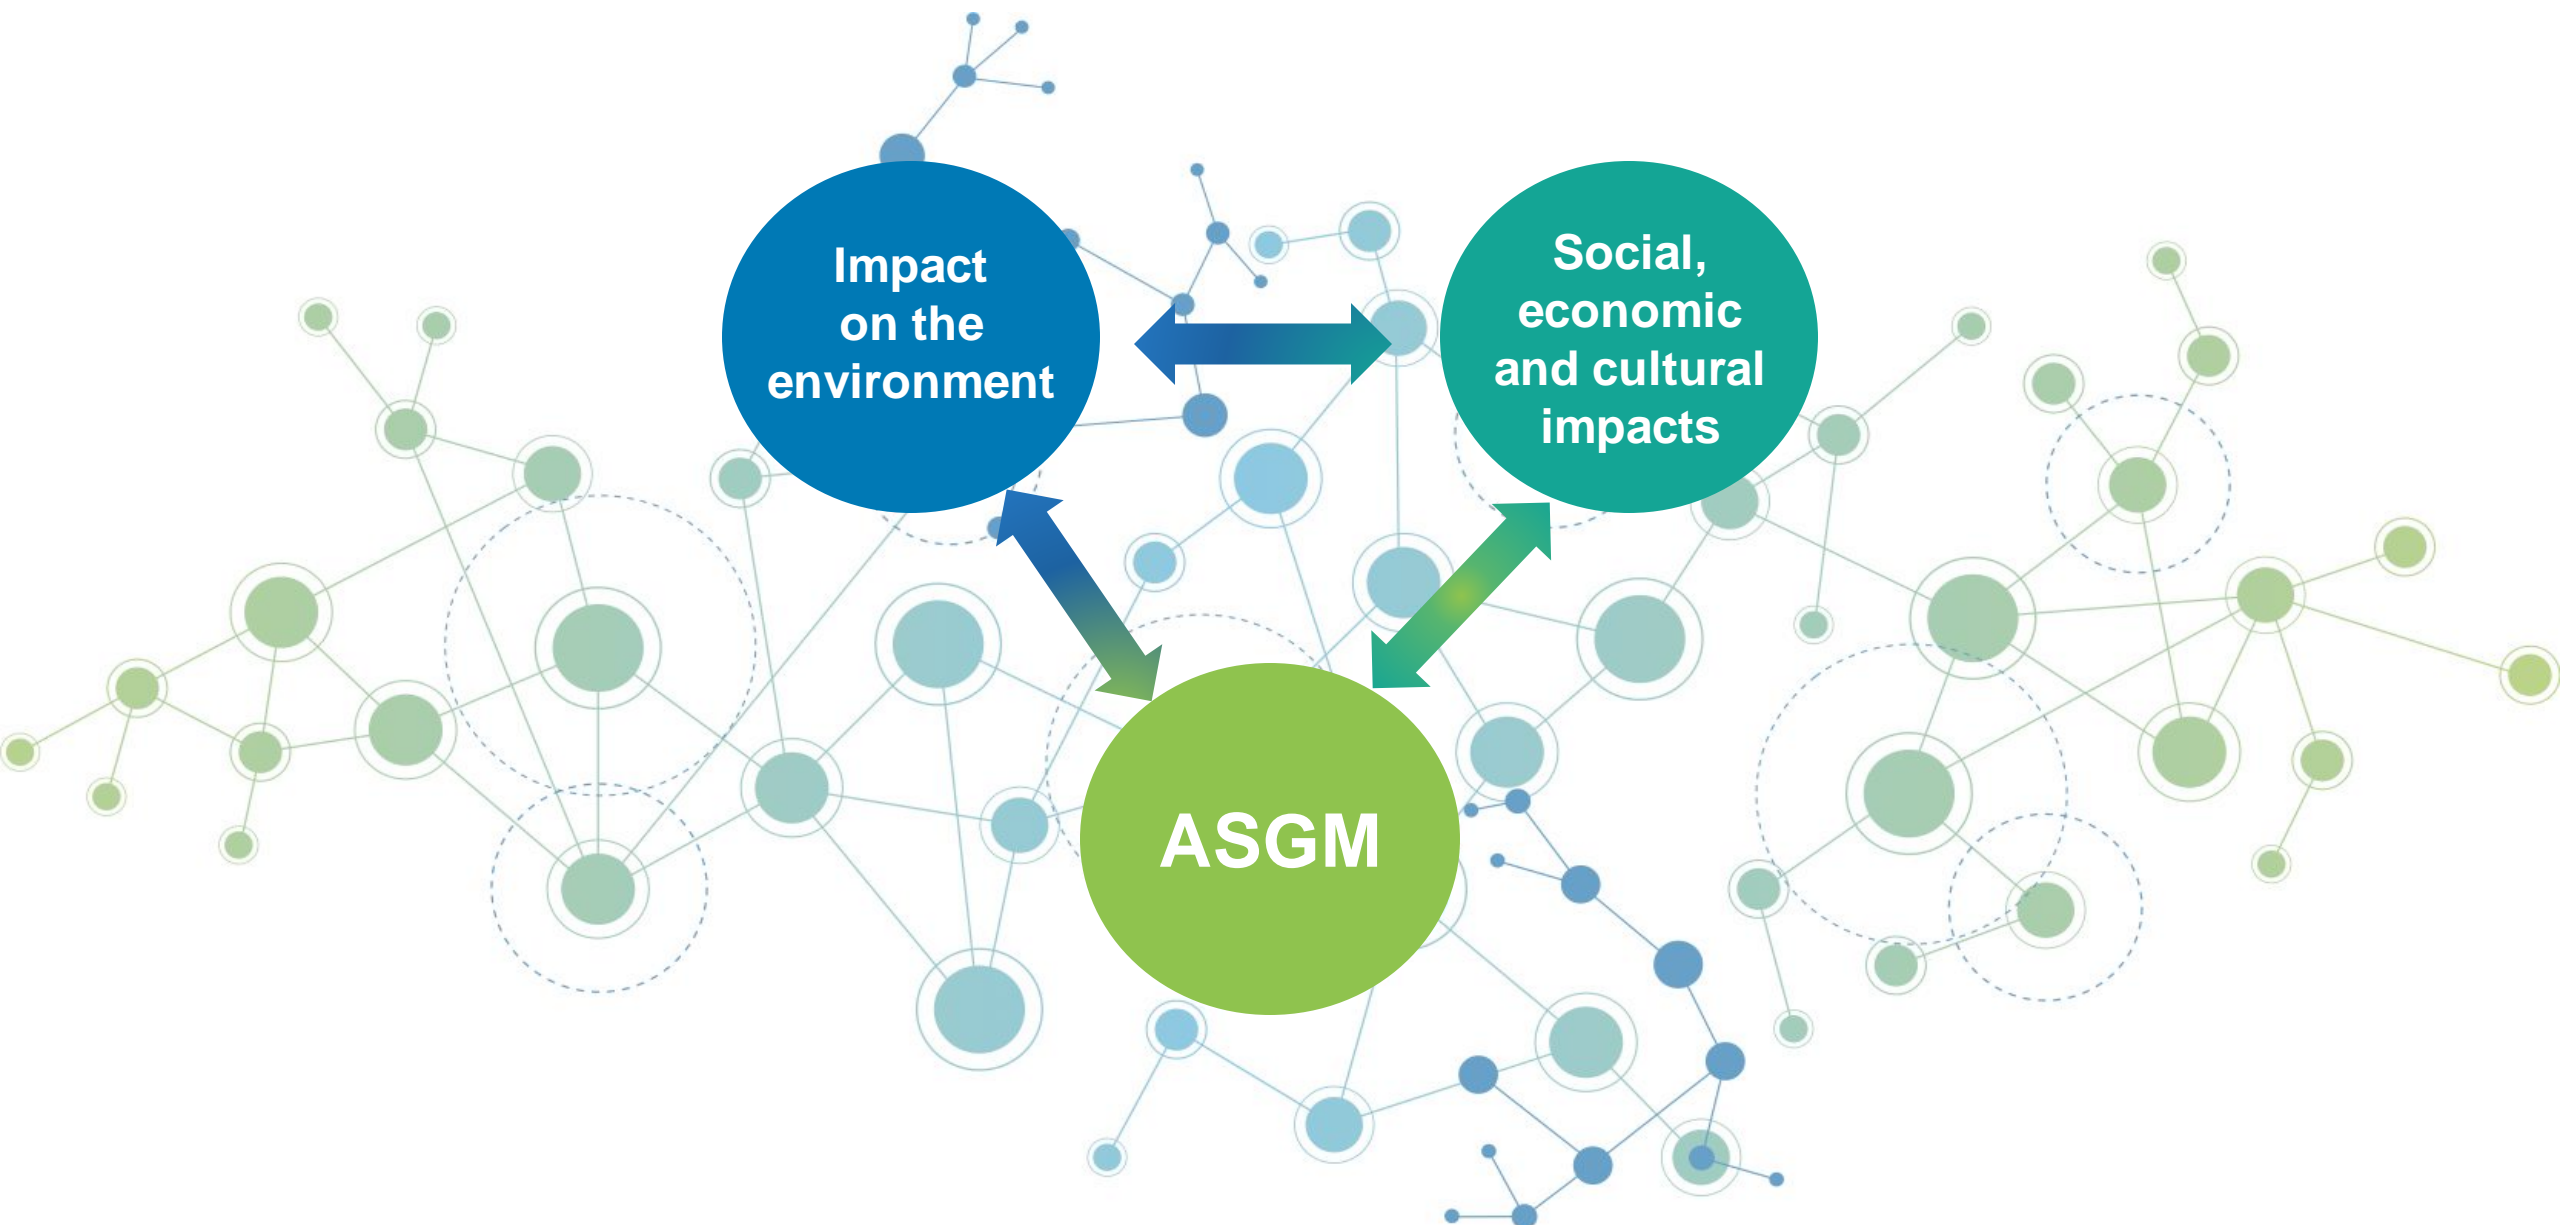 Impact
on the
environment
Social,
economic
and cultural
impacts
ASGM